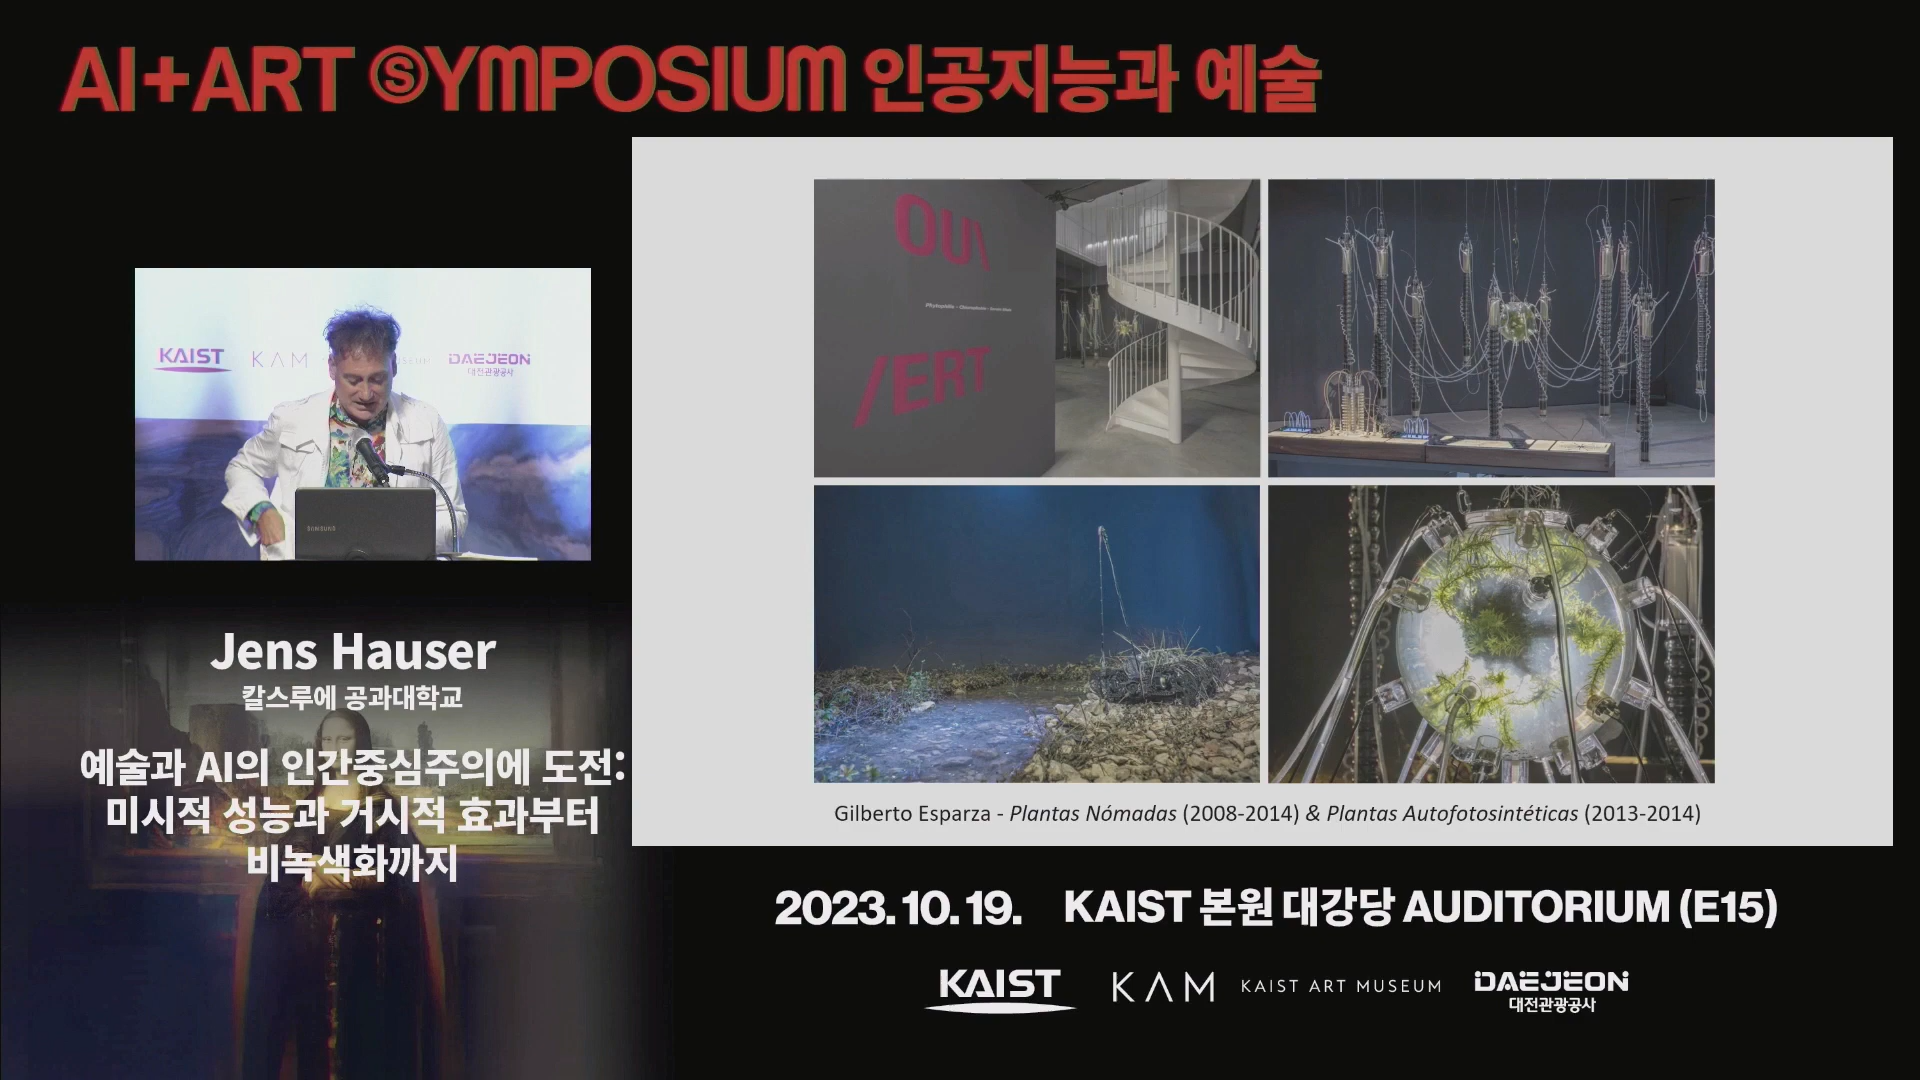 AI+ART SYMPOSIUM 인공지능과 예술
KAIST
KAM
DAEJEON
대전관광공사
SAMSUNG
OU\
/ERT
Jens Hauser
칼스루에 공과대학교
예술과 AI의 인간중심주의에 도전:
미시적 성능과 거시적 효과부터
비녹색화까지
Gilberto Esparza - Plantas Nómadas (2008-2014) & Plantas Autofotosintéticas (2013-2014)
2023. 10. 19. KAIST 본원 대강당 AUDITORIUM (E15)
KAIST KAM KAIST ART MUSEUM DAEJEON
대전관광공사